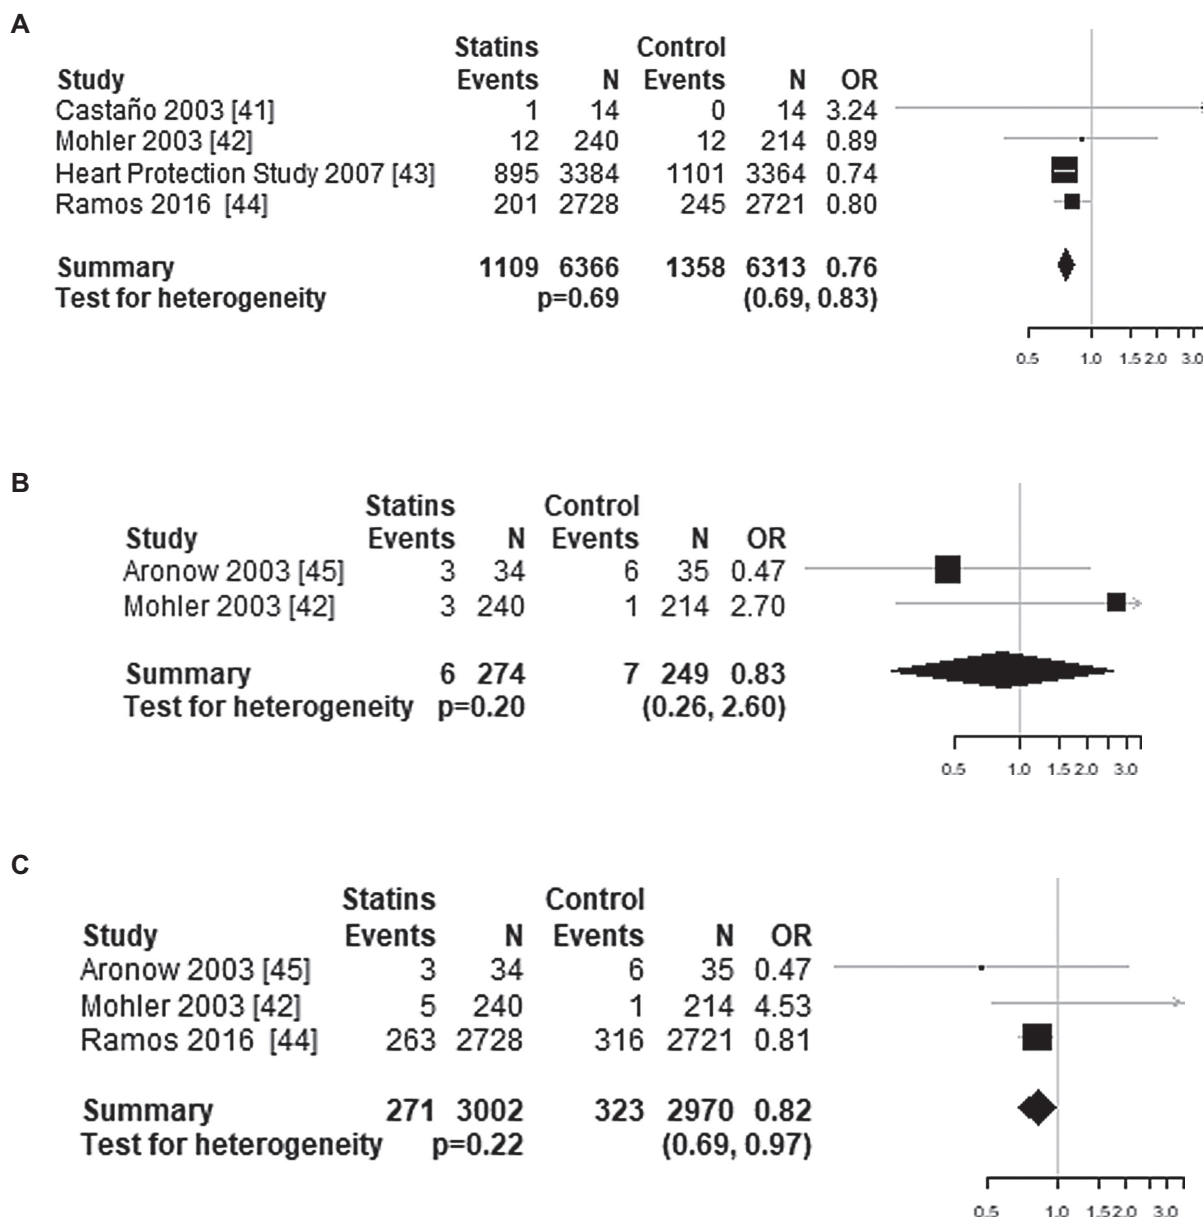 A
Statins Control
Study Events N Events N OR
Castaño 2003 [41] 1 14 0 14 3.24
Mohler 2003 [42] 12 240 12 214 0.89
Heart Protection Study 2007 [43] 895 3384 1101 3364 0.74
Ramos 2016 [44] 201 2728 245 2721 0.80
Summary 1109 6366 1358 6313 0.76
Test for heterogeneity p=0.69 (0.69, 0.83)
0.5 1.0 1.5 2.0 3.0
B
Statins Control
Study Events N Events N OR
Aronow 2003 [45] 3 34 6 35 0.47
Mohler 2003 [42] 3 240 1 214 2.70
Summary 6 274 7 249 0.83
Test for heterogeneity p=0.20 (0.26, 2.60)
0.5 1.0 1.5 2.0 3.0
C
Statins Control
Study Events N Events N OR
Aronow 2003 [45] 3 34 6 35 0.47
Mohler 2003 [42] 5 240 1 214 4.53
Ramos 2016 [44] 263 2728 316 2721 0.81
Summary 271 3002 323 2970 0.82
Test for heterogeneity p=0.22 (0.69, 0.97)
0.5 1.0 1.5 2.0 3.0